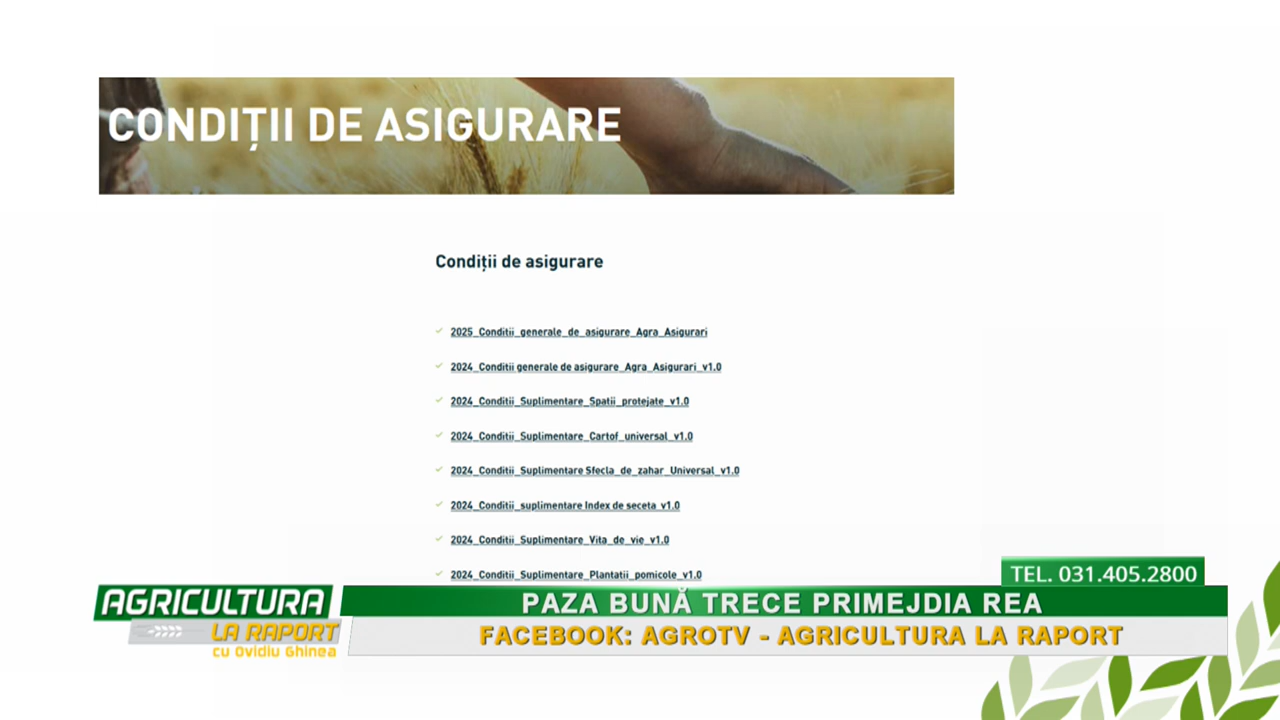 CONDIȚII DE ASIGURARE
Condiții de asigurare
2025_Conditii_generale_de_asigurare_Agra_Asigurari
2024_Conditii generale de asigurare_Agra_Asigurari_v1.0
2024_Conditii_Suplimentare_Spatii_protejate_v1.0
2024_Conditii_Suplimentare_Cartof_universal_v1.0
2024_Conditii_Suplimentare Sfecla_de_zahar_Universal_v1.0
2024_Conditii_suplimentare Index de seceta_v1.0
2024_Conditii_Suplimentare_Vita_de_vie_v1.0
2024_Conditii_Suplimentare_Plantatii_pomicole_v1.0
TEL. 031.405.2800
AGRICULTURA
LA RAPORT
cu Ovidiu Ghinea
PAZA BUNĂ TRECE PRIMEJDIA REA
FACEBOOK: AGROTV - AGRICULTURA LA RAPORT